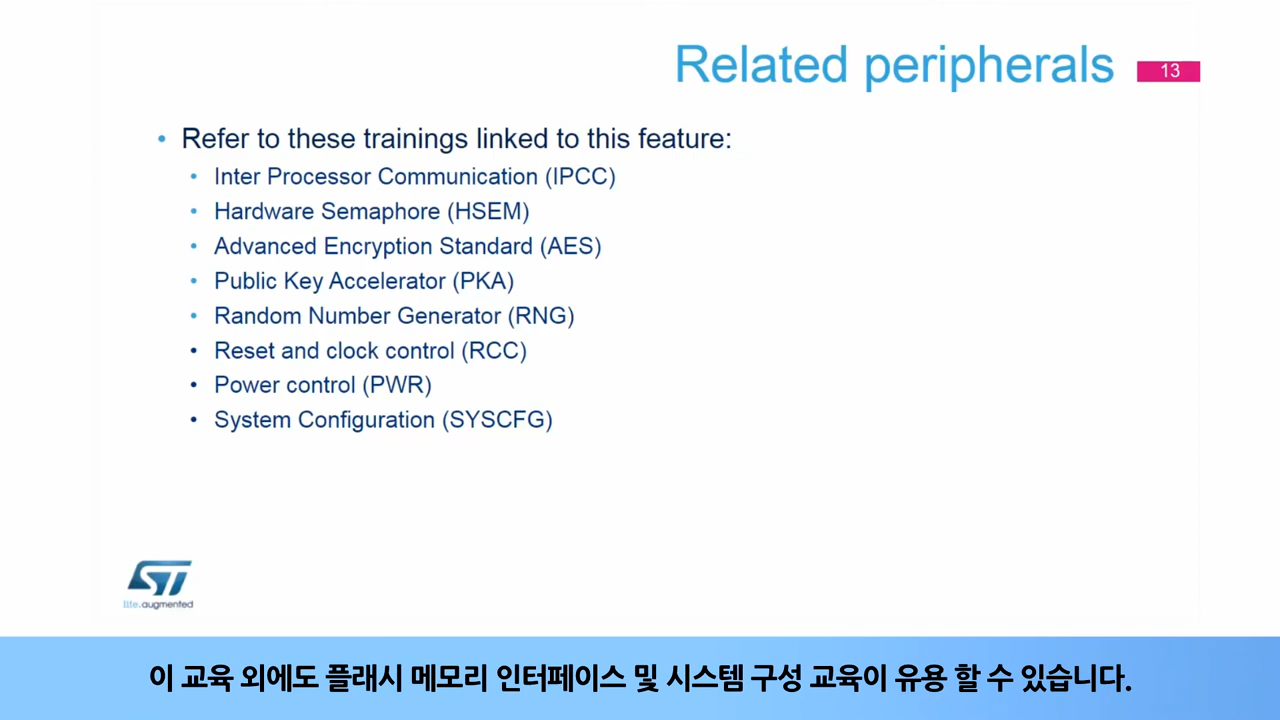 Related peripherals
13
• Refer to these trainings linked to this feature:
• Inter Processor Communication (IPCC)
• Hardware Semaphore (HSEM)
• Advanced Encryption Standard (AES)
• Public Key Accelerator (PKA)
• Random Number Generator (RNG)
• Reset and clock control (RCC)
• Power control (PWR)
• System Configuration (SYSCFG)
ST
life.augmented
이 교육 외에도 플래시 메모리 인터페이스 및 시스템 구성 교육이 유용 할 수 있습니다.